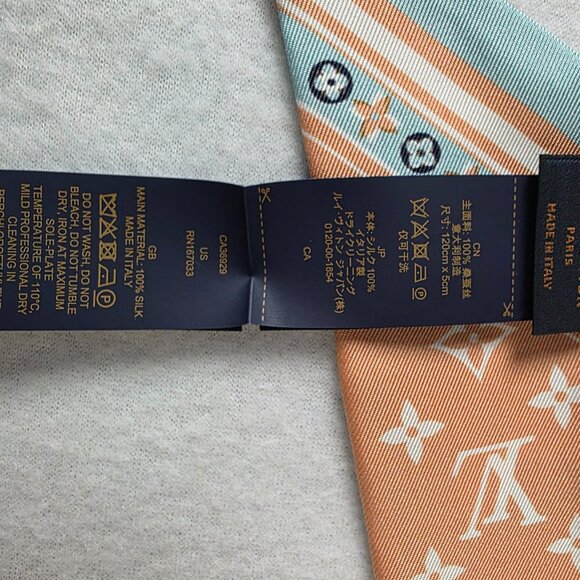 CA36929
US
RN167033
GB
MAIN MATERIAL: 100% SILK
MADE IN ITALY
DO NOT WASH, DO NOT
BLEACH, DO NOT TUMBLE
DRY, IRON AT MAXIMUM
SOLE-PLATE
TEMPERATURE OF 110°C,
MILD PROFESSIONAL DRY
CLEANING IN
CN
主面料: 100% 桑蚕丝
意大利制造
尺寸: 120cm x 5cm
仅可干洗
JP
本体: シルク 100%
イタリア製
ドライ クリーニング
ルイ・ヴィトン ジャパン(株)
0120-00-1854
CA
PARIS
MADE IN ITALY
LV